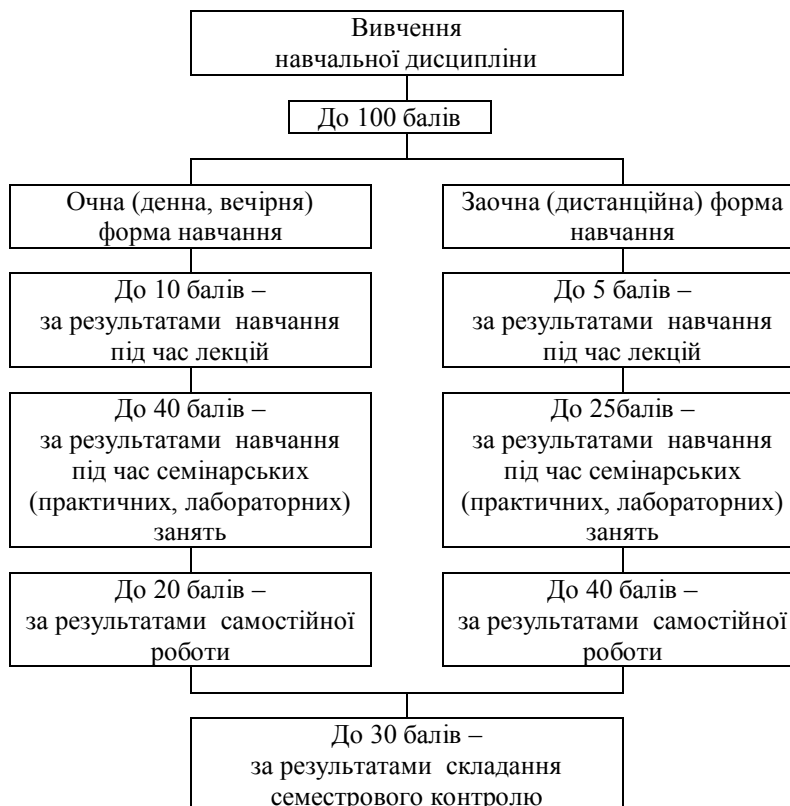 Вивчення
навчальної дисципліни
До 100 балів
Очна (денна, вечірня)
форма навчання
Заочна (дистанційна) форма
навчання
До 10 балів –
за результатами навчання
під час лекцій
До 5 балів –
за результатами навчання
під час лекцій
До 40 балів –
за результатами навчання
під час семінарських
(практичних, лабораторних)
занять
До 25балів –
за результатами навчання
під час семінарських
(практичних, лабораторних)
занять
До 20 балів –
за результатами самостійної
роботи
До 40 балів –
за результатами самостійної
роботи
До 30 балів –
за результатами складання
семестрового контролю